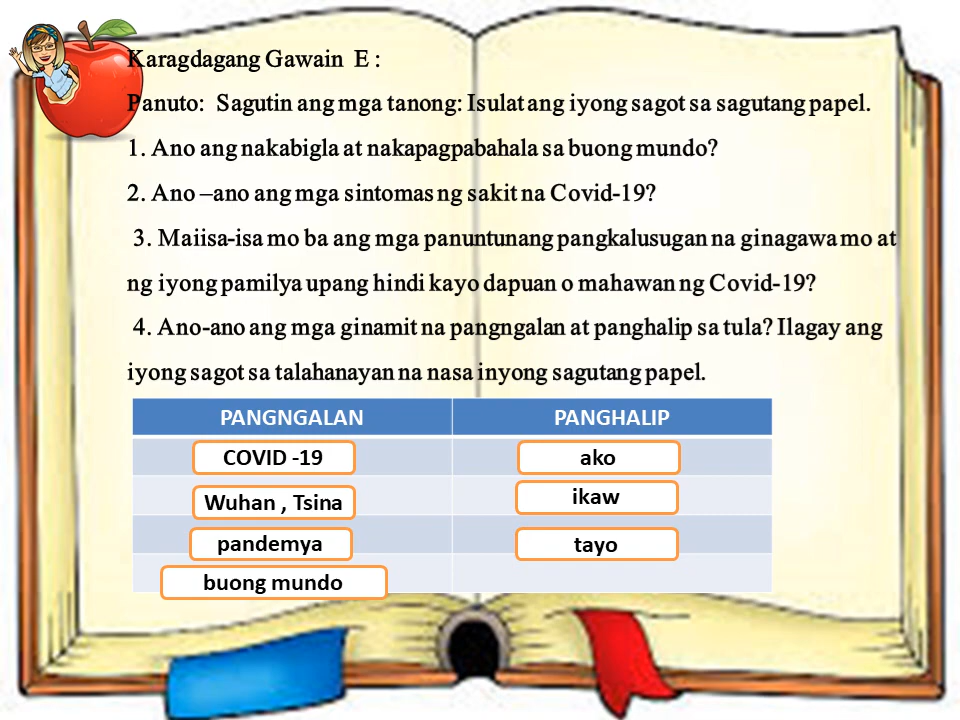 Karagdagang Gawain E :
Panuto: Sagutin ang mga tanong: Isulat ang iyong sagot sa sagutang papel.
1. Ano ang nakabigla at nakapagpabahala sa buong mundo?
2. Ano –ano ang mga sintomas ng sakit na Covid-19?
3. Maiisa-isa mo ba ang mga panuntunang pangkalusugan na ginagawa mo at
ng iyong pamilya upang hindi kayo dapuan o mahawan ng Covid-19?
4. Ano-ano ang mga ginamit na pangngalan at panghalip sa tula? Ilagay ang
iyong sagot sa talahanayan na nasa inyong sagutang papel.
PANGNGALAN PANGHALIP
COVID -19 ako
Wuhan , Tsina ikaw
pandemya tayo
buong mundo